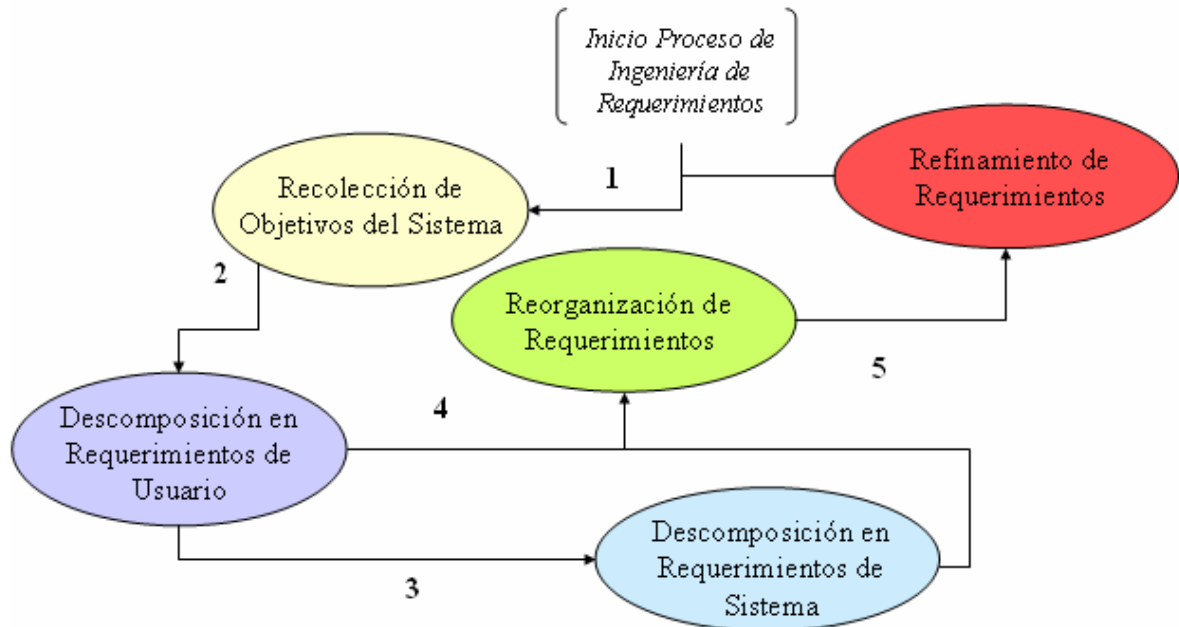 Inicio Proceso de
Ingeniería de
Requerimientos
Refinamiento de
Requerimientos
1
Recolección de
Objetivos del Sistema
2
Reorganización de
Requerimientos
5
4
Descomposición en
Requerimientos de
Usuario
3
Descomposición en
Requerimientos de
Sistema